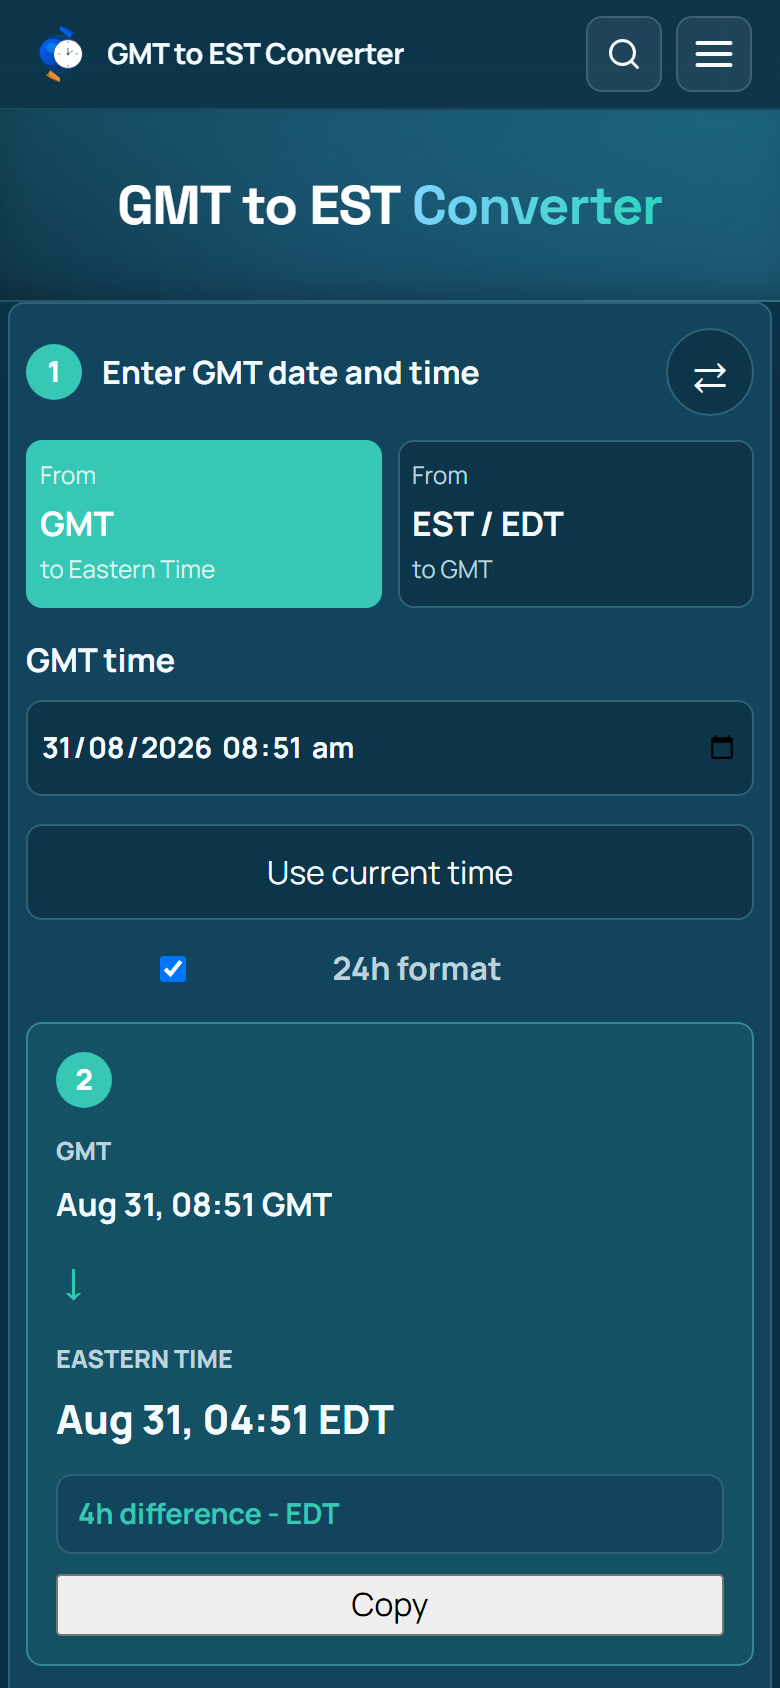 GMT to EST Converter
GMT to EST Converter
1
Enter GMT date and time
From
GMT
to Eastern Time
From
EST / EDT
to GMT
GMT time
31/08/2026 08:51 am
Use current time
24h format
2
GMT
Aug 31, 08:51 GMT
↓
EASTERN TIME
Aug 31, 04:51 EDT
4h difference - EDT
Copy